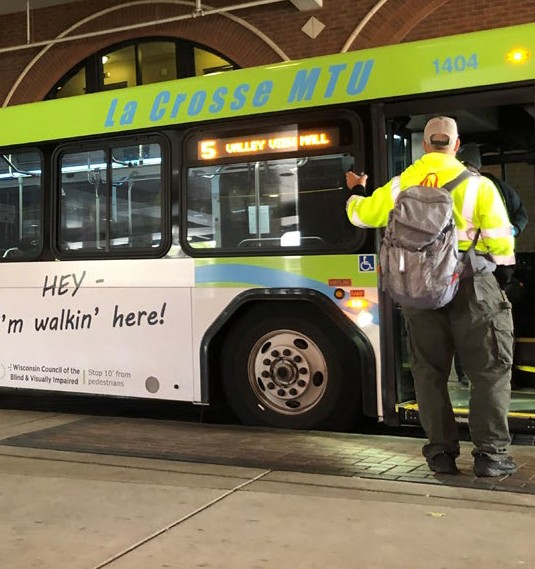 La Crosse MTU
1404
5 VALLEY VIEW MALL
HEY -
'm walkin' here!
Wisconsin Council of the
Blind & Visually Impaired
Stop 10' from
pedestrians